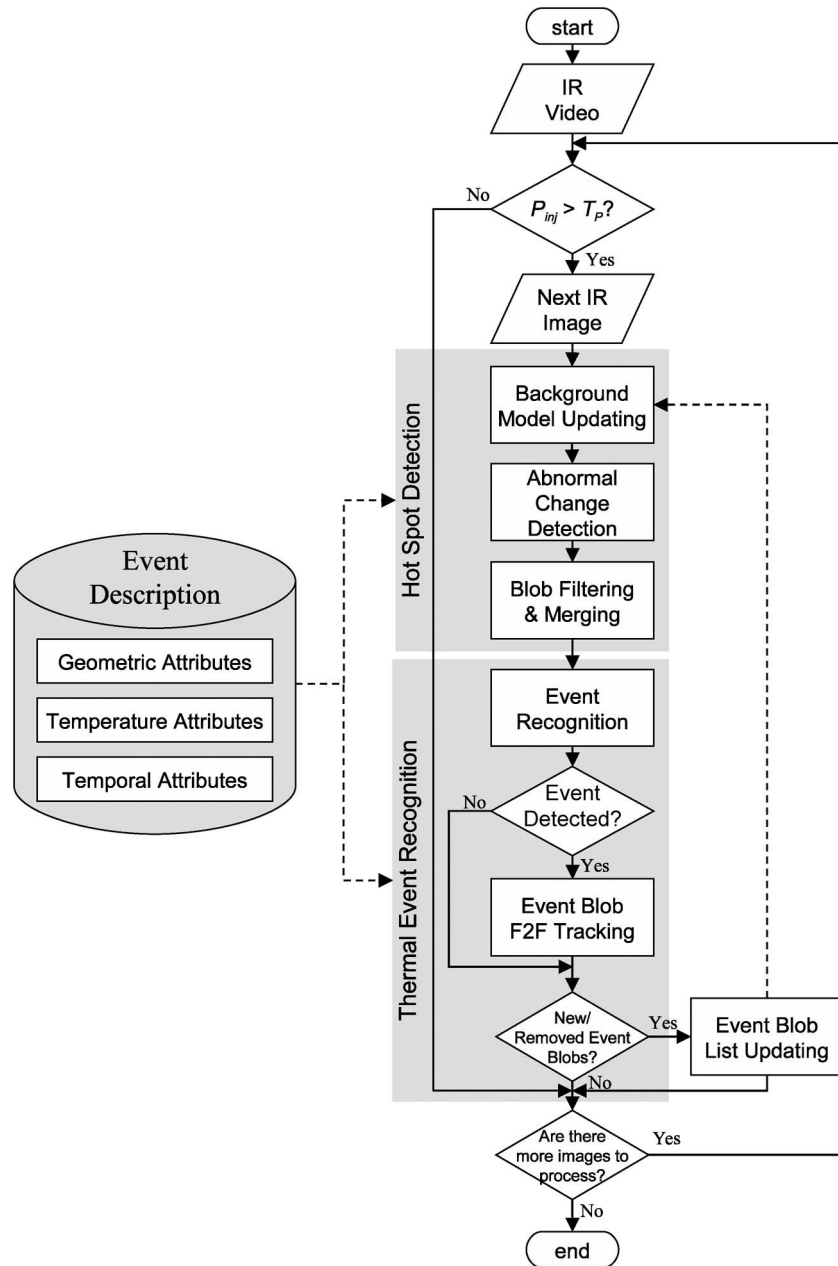 start
IR
Video
No
P_inj > T_P?
Yes
Next IR
Image
Hot Spot Detection
Background
Model Updating
Abnormal
Change
Detection
Blob Filtering
& Merging
Event
Description
Geometric Attributes
Temperature Attributes
Temporal Attributes
Thermal Event Recognition
Event
Recognition
No
Event
Detected?
Yes
Event Blob
F2F Tracking
New/
Removed Event
Blobs?
Yes
Event Blob
List Updating
No
Are there
more images to
process?
Yes
No
end